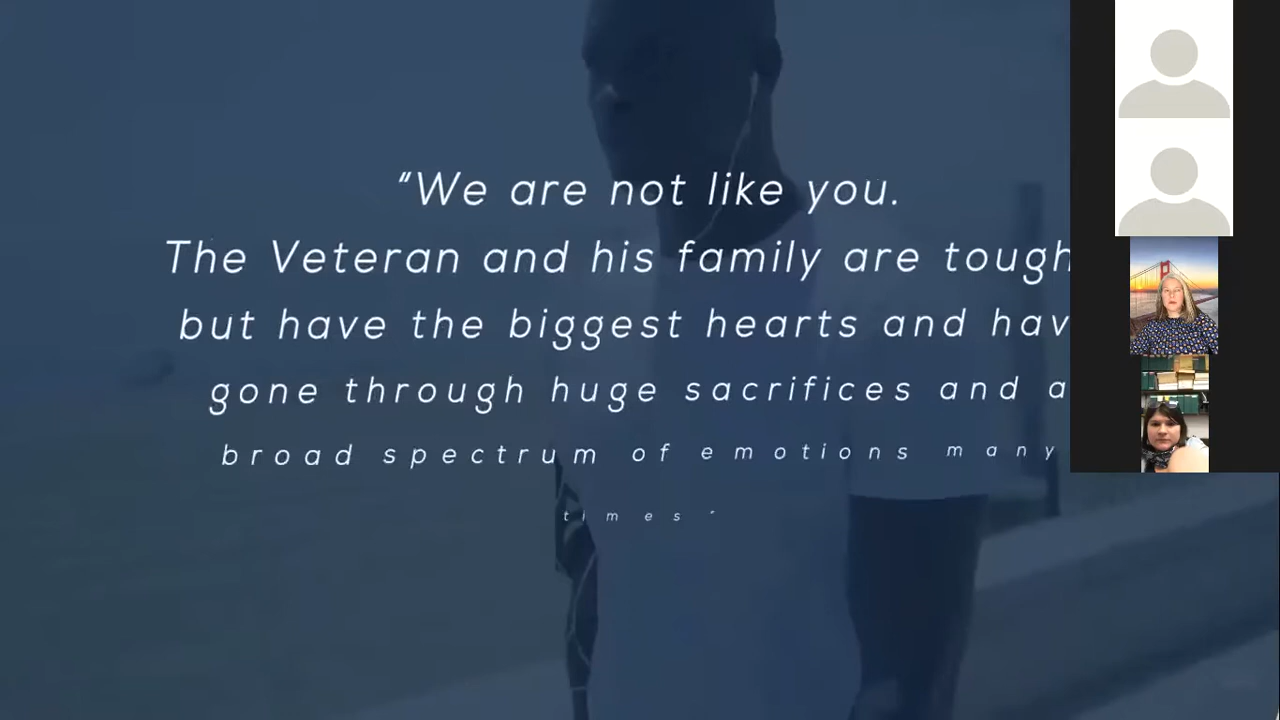 “We are not like you.
The Veteran and his family are tough
but have the biggest hearts and hav
gone through huge sacrifices and a
broad spectrum of emotions many
times"